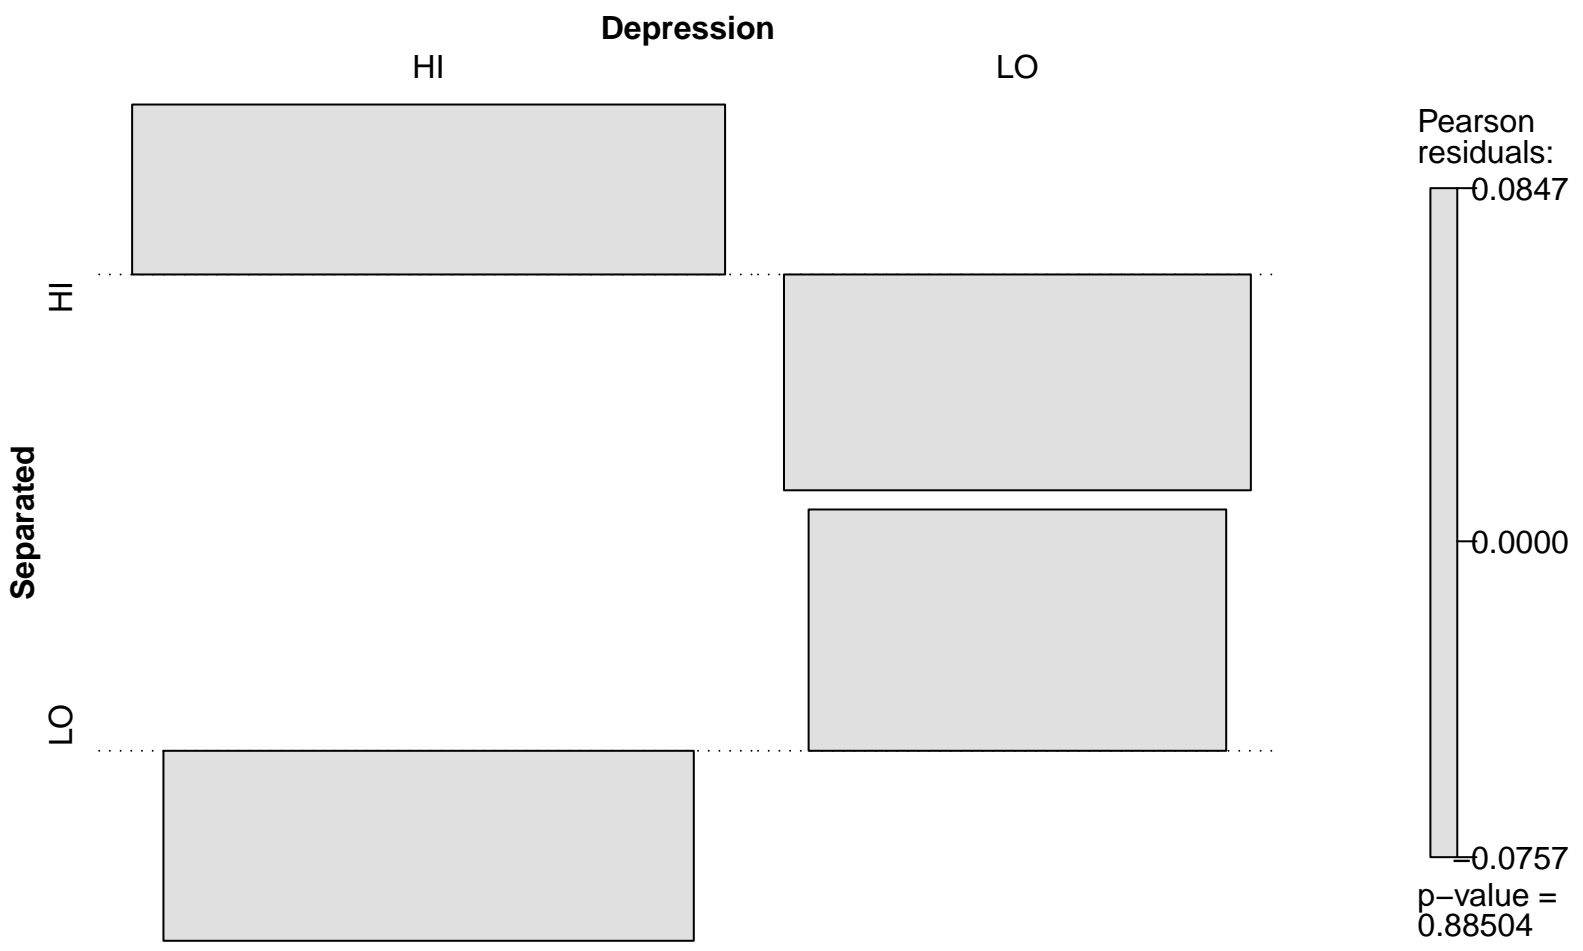 Depression
HI
LO
HI
Separated
LO
Pearson
residuals:
0.0847
0.0000
−0.0757
p−value =
0.88504